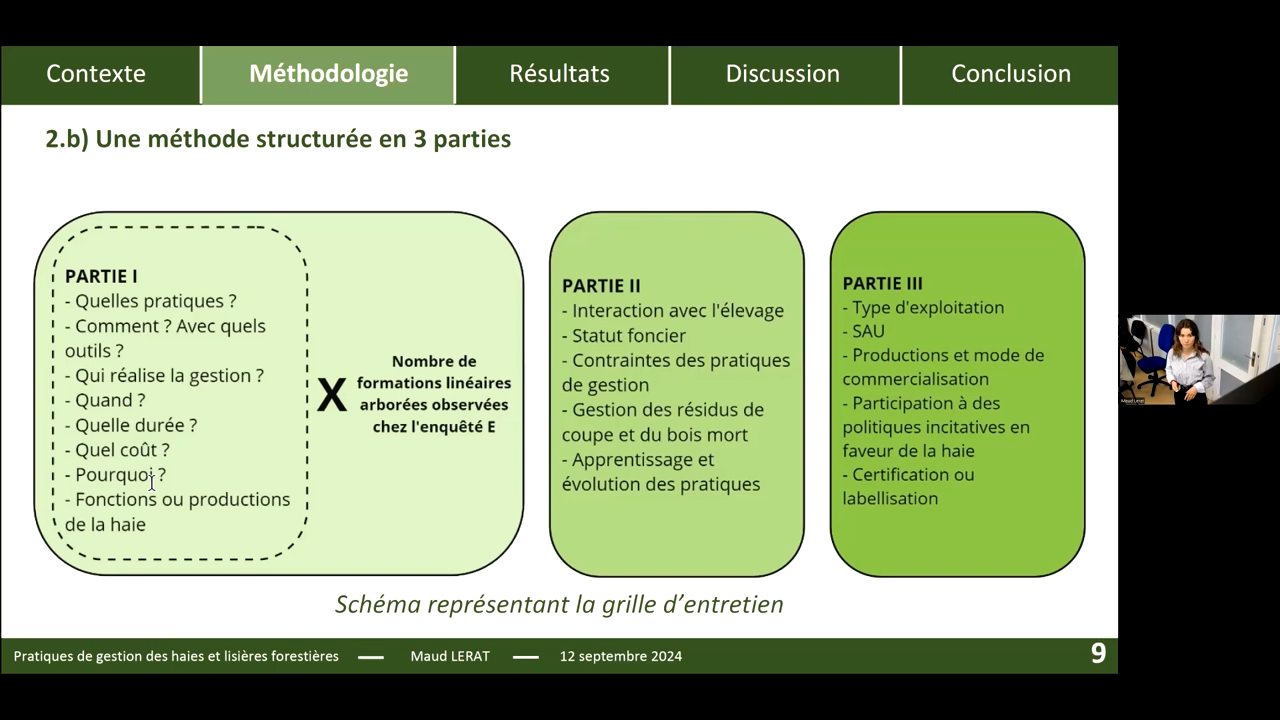 Contexte
Méthodologie
Résultats
Discussion
Conclusion
2.b) Une méthode structurée en 3 parties
PARTIE I
- Quelles pratiques ?
- Comment ? Avec quels
outils ?
- Qui réalise la gestion ?
- Quand ?
- Quelle durée ?
- Quel coût ?
- Pourquoi ?
- Fonctions ou productions
de la haie
X
Nombre de
formations linéaires
arborées observées
chez l'enquêté E
PARTIE II
- Interaction avec l'élevage
- Statut foncier
- Contraintes des pratiques
de gestion
- Gestion des résidus de
coupe et du bois mort
- Apprentissage et
évolution des pratiques
PARTIE III
- Type d'exploitation
- SAU
- Productions et mode de
commercialisation
- Participation à des
politiques incitatives en
faveur de la haie
- Certification ou
labellisation
Schéma représentant la grille d’entretien
Pratiques de gestion des haies et lisières forestières — Maud LERAT — 12 septembre 2024
9
Maud Lerat